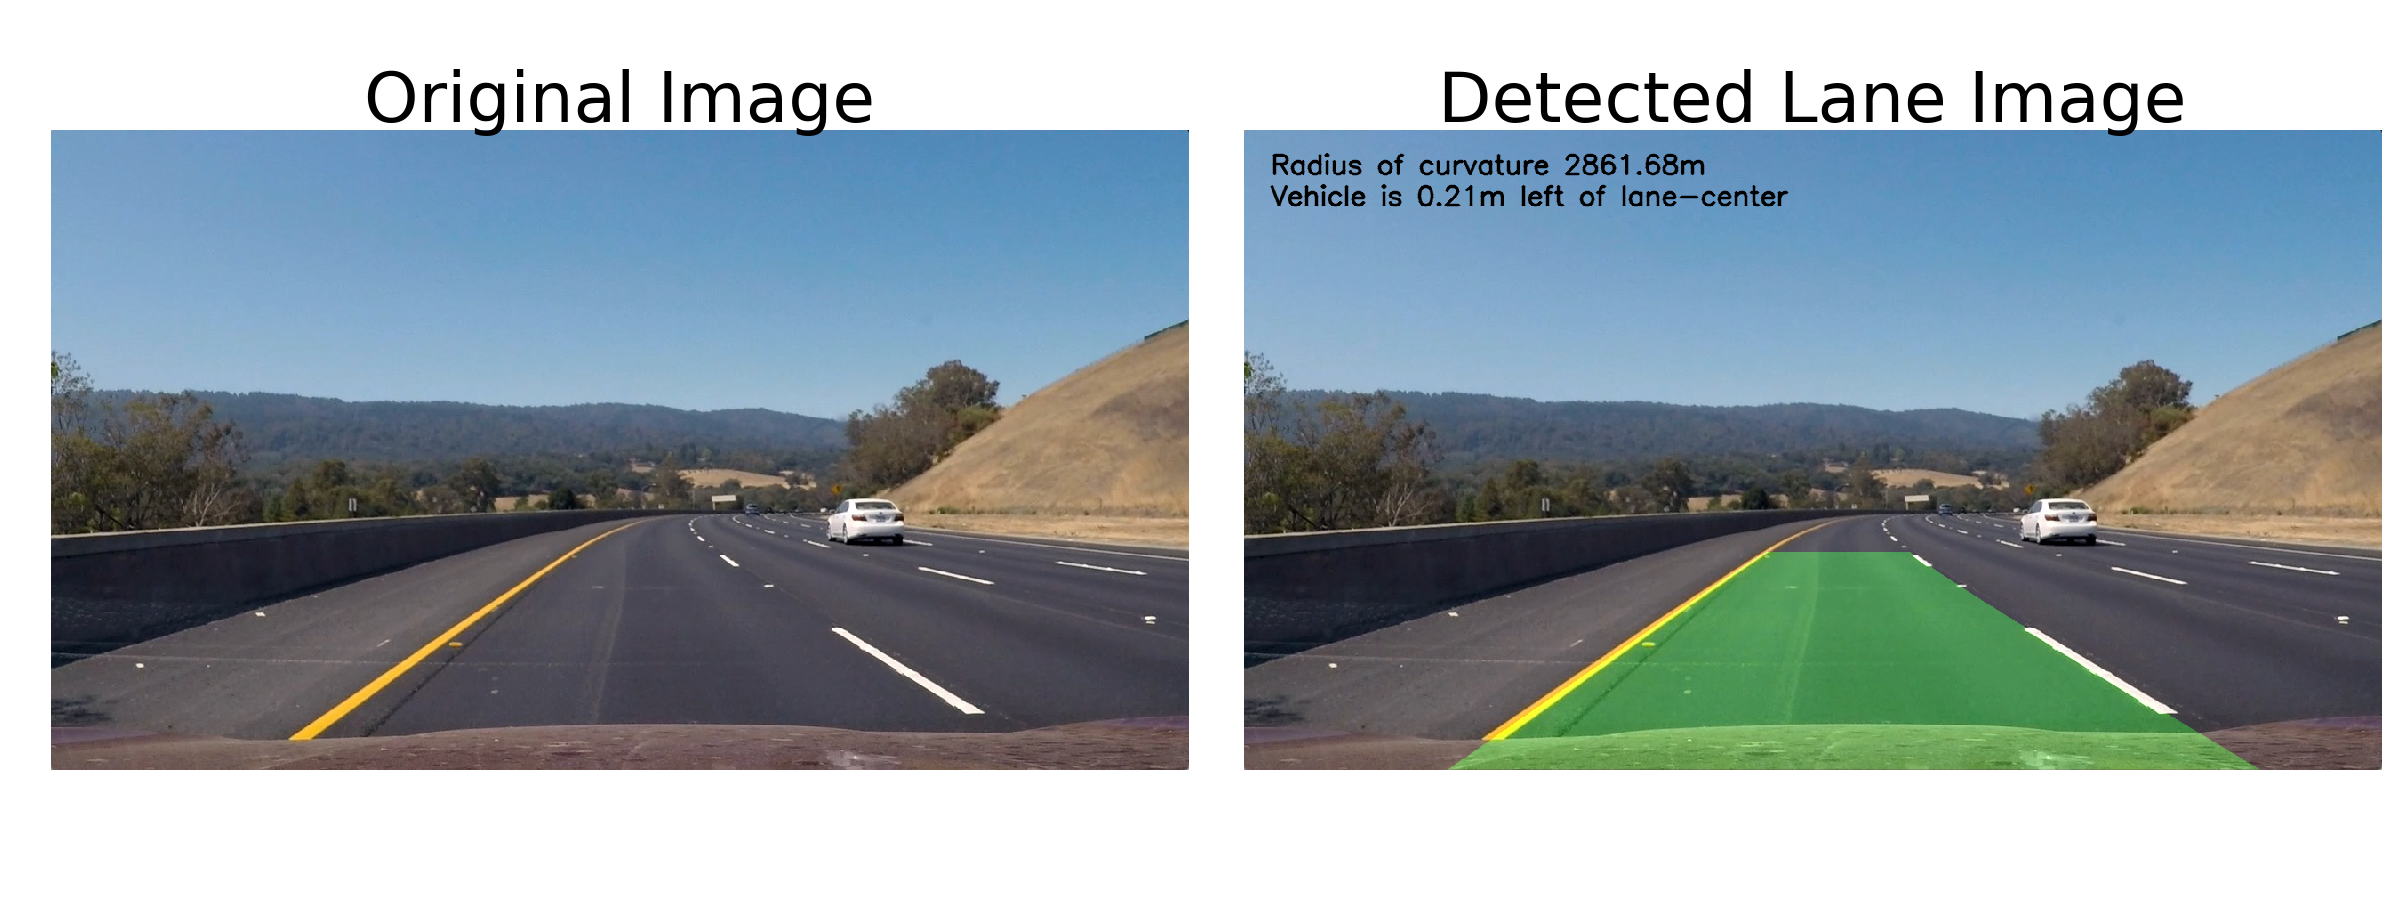 Original Image
Detected Lane Image
Radius of curvature 2861.68m
Vehicle is 0.21m left of lane-center